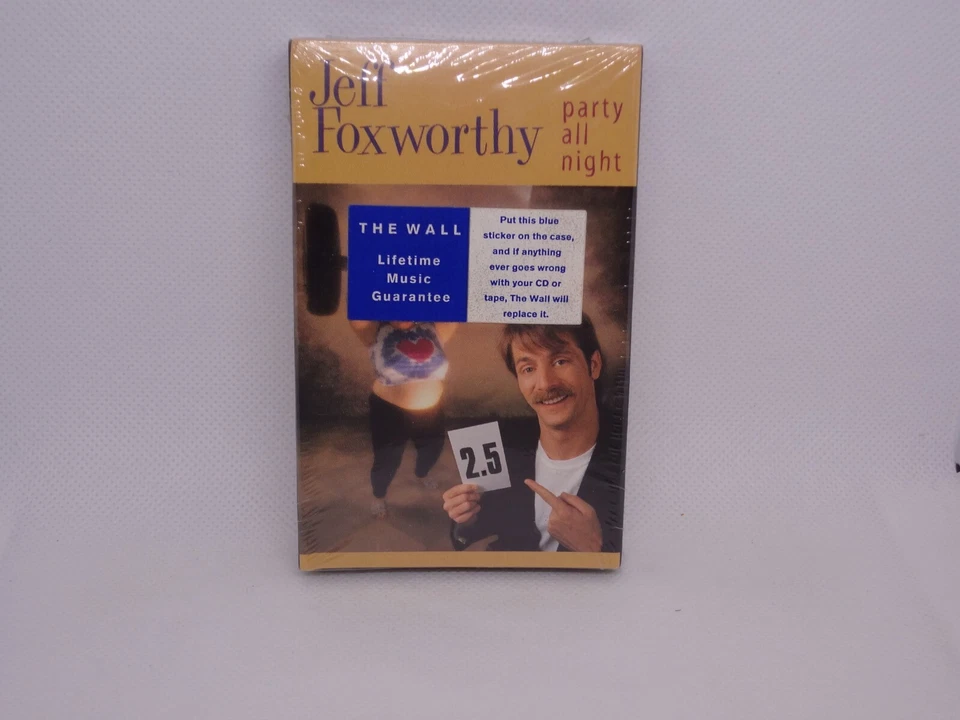 Jeff
Foxworthy
party
all
night
THE WALL
Lifetime
Music
Guarantee
Put this blue
sticker on the case,
and if anything
ever goes wrong
with your CD or
tape, The Wall will
replace it.
2.5